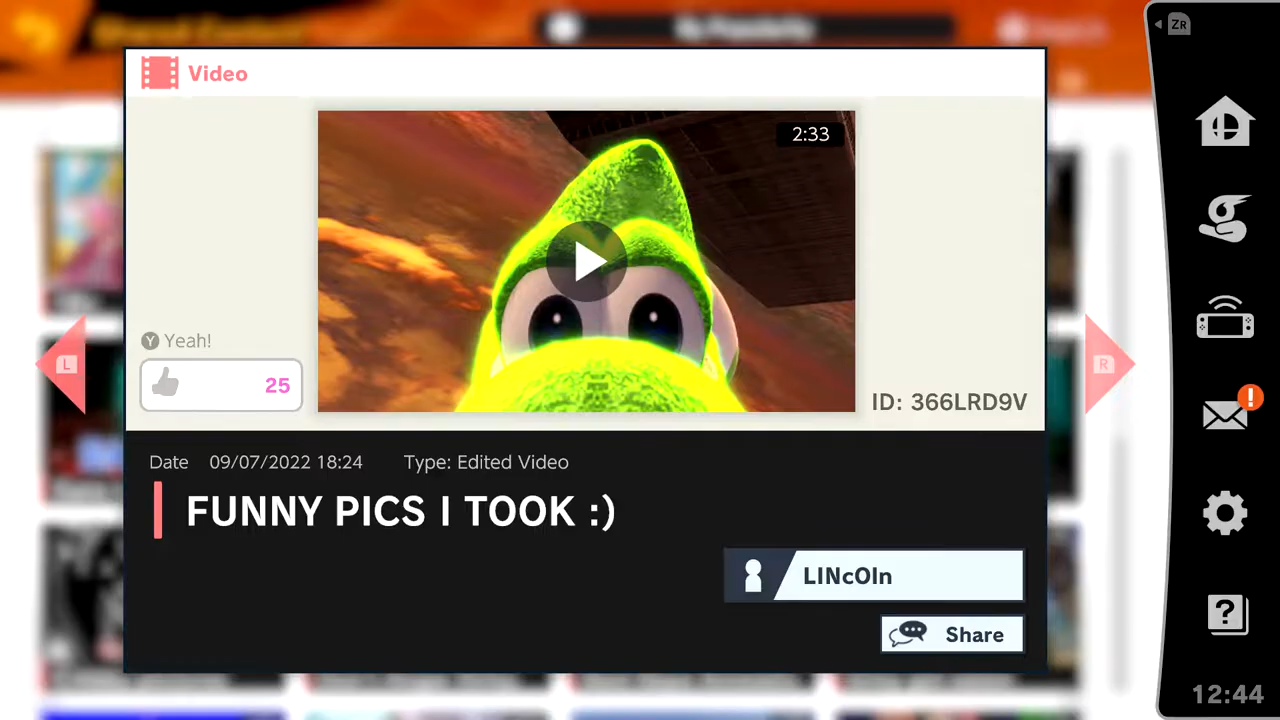 ZR
Video
2:33
Y Yeah!
25
L
R
ID: 366LRD9V
Date 09/07/2022 18:24 Type: Edited Video
FUNNY PICS I TOOK :)
LINcOln
Share
12:44